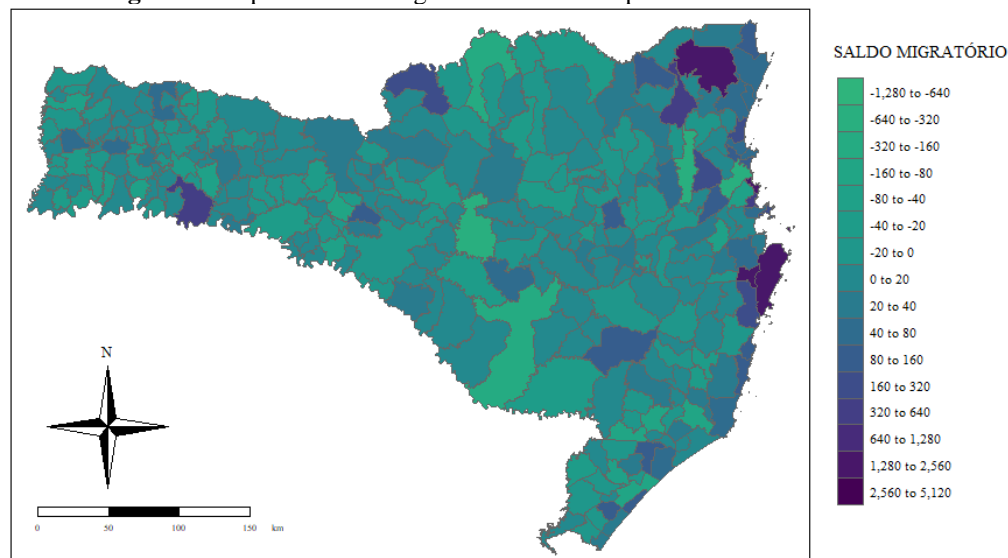 SALDO MIGRATÓRIO
-1,280 to -640
-640 to -320
-320 to -160
-160 to -80
-80 to -40
-40 to -20
-20 to 0
0 to 20
20 to 40
40 to 80
80 to 160
160 to 320
320 to 640
640 to 1,280
1,280 to 2,560
2,560 to 5,120
N
0 50 100 150 km